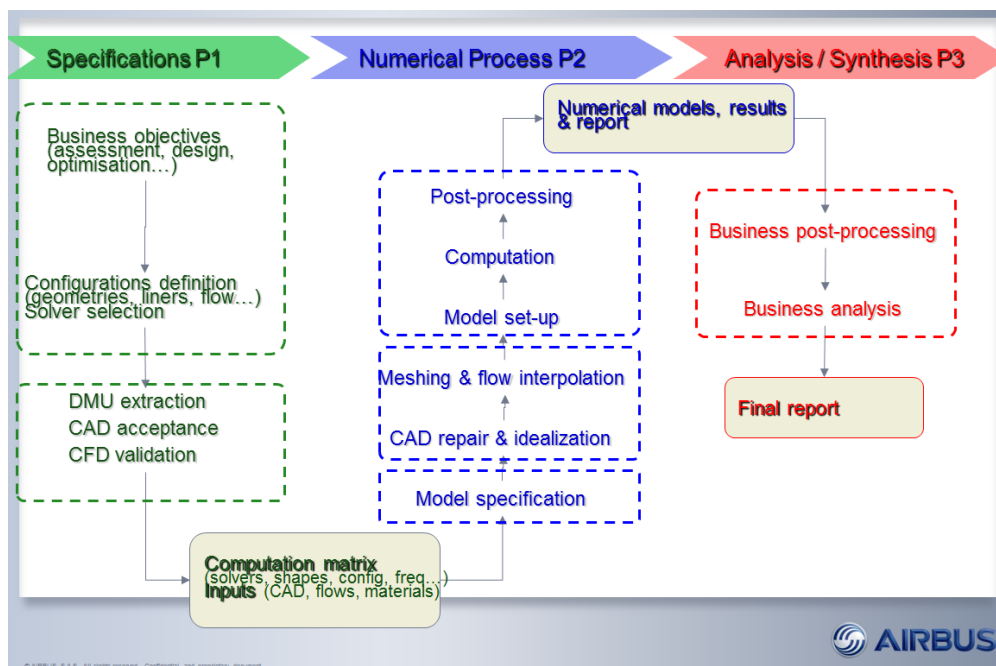 Specifications P1
Numerical Process P2
Analysis / Synthesis P3
Business objectives
(assessment, design,
optimisation…)
Configurations definition
(geometries, liners, flow…)
Solver selection
DMU extraction
CAD acceptance
CFD validation
Computation matrix
(solvers, shapes, config, freq…)
Inputs (CAD, flows, materials)
Numerical models, results
& report
Post-processing
Computation
Model set-up
Meshing & flow interpolation
CAD repair & idealization
Model specification
Business post-processing
Business analysis
Final report
AIRBUS